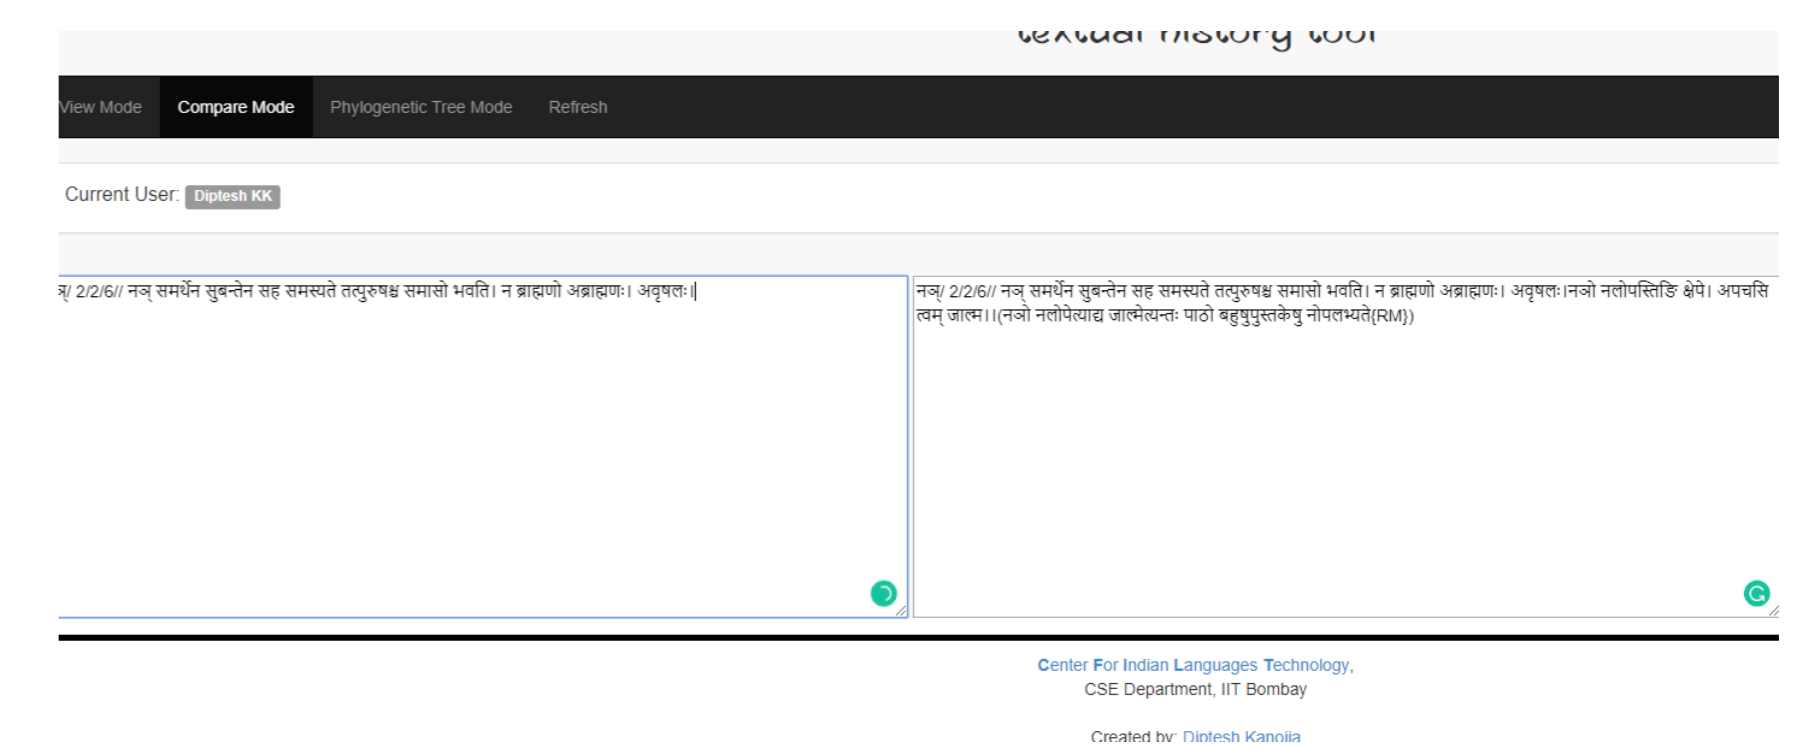 textual history tool
View Mode Compare Mode Phylogenetic Tree Mode Refresh
Current User: Diptesh KK
ञ्/ 2/2/6// नञ् समर्थेन सुबन्तेन सह समस्यते तत्पुरुषश्च समासो भवति। न ब्राह्मणो अब्राह्मणः। अवृषलः।
नञ्/ 2/2/6// नञ् समर्थेन सुबन्तेन सह समस्यते तत्पुरुषश्च समासो भवति। न ब्राह्मणो अब्राह्मणः। अवृषलः।नञो नलोपस्तिङि क्षेपे। अपचसि
त्वम् जाल्म।।(नञो नलोपेत्याद्य जाल्मेत्यन्तः पाठो बहुषुपुस्तकेषु नोपलभ्यते{RM})
Center For Indian Languages Technology,
CSE Department, IIT Bombay
Created by: Diptesh Kanojia